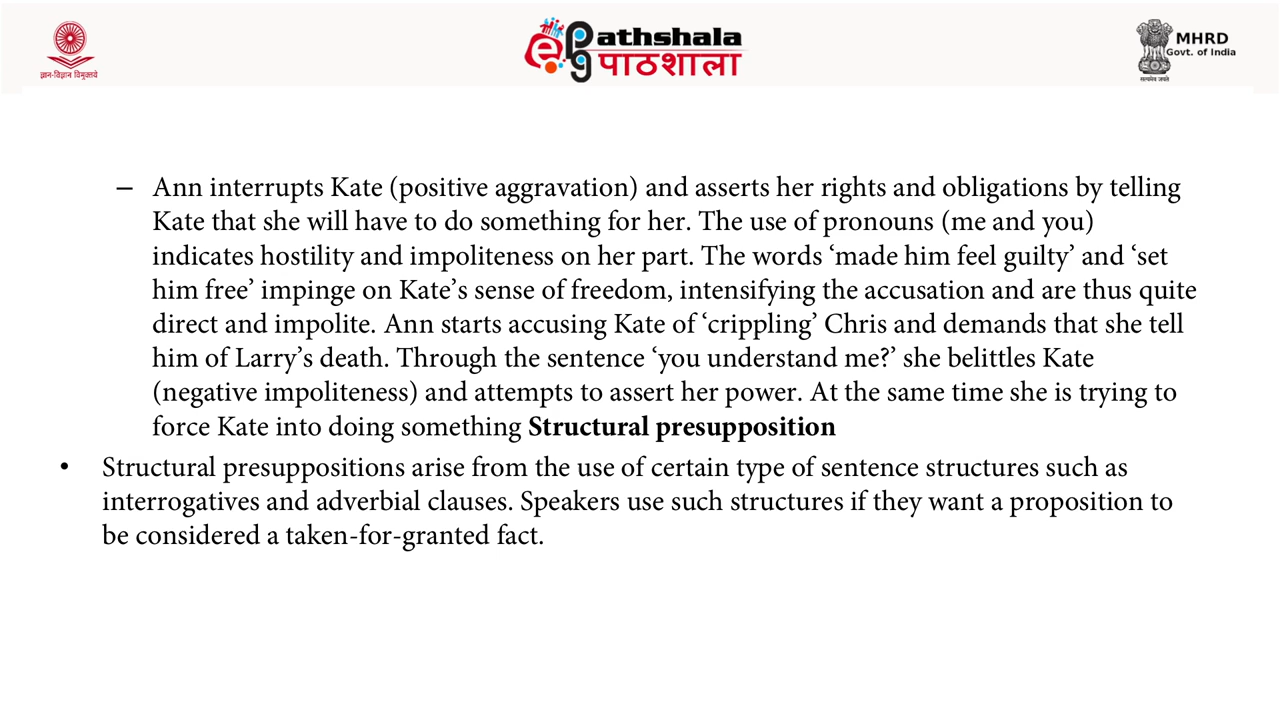 ज्ञान-विज्ञान विमुक्तये
ePg athshala
पाठशाला
MHRD
Govt. of India
सत्यमेव जयते
– Ann interrupts Kate (positive aggravation) and asserts her rights and obligations by telling
Kate that she will have to do something for her. The use of pronouns (me and you)
indicates hostility and impoliteness on her part. The words ‘made him feel guilty’ and ‘set
him free’ impinge on Kate’s sense of freedom, intensifying the accusation and are thus quite
direct and impolite. Ann starts accusing Kate of ‘crippling’ Chris and demands that she tell
him of Larry’s death. Through the sentence ‘you understand me?’ she belittles Kate
(negative impoliteness) and attempts to assert her power. At the same time she is trying to
force Kate into doing something Structural presupposition
• Structural presuppositions arise from the use of certain type of sentence structures such as
interrogatives and adverbial clauses. Speakers use such structures if they want a proposition to
be considered a taken-for-granted fact.